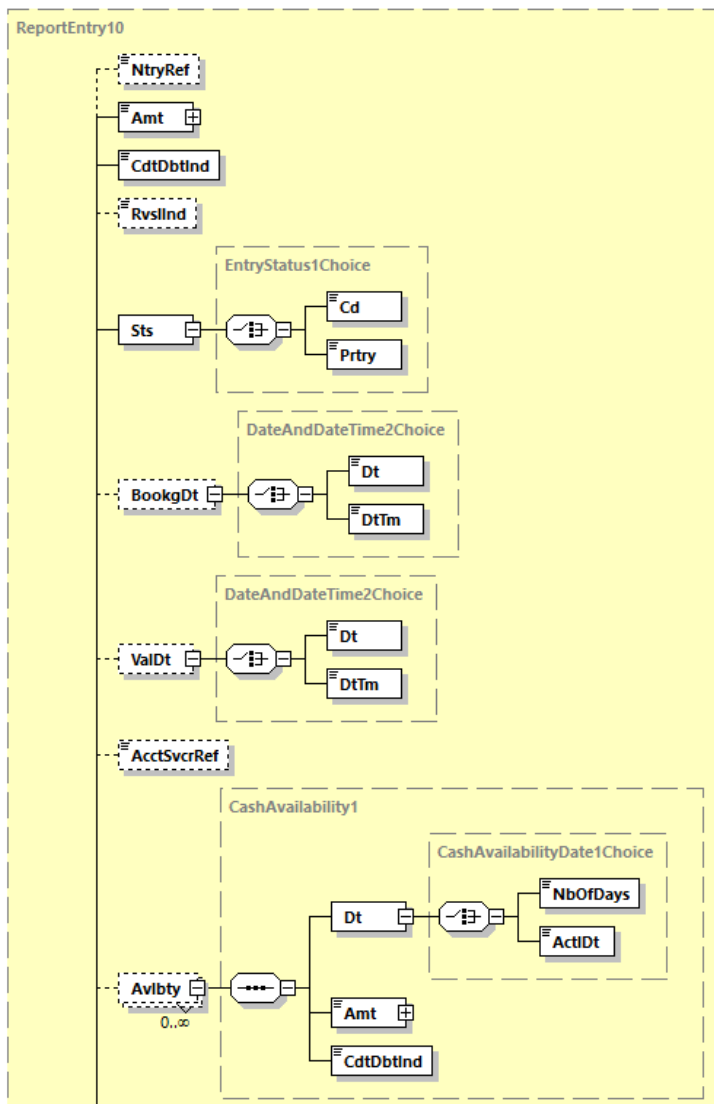 ReportEntry10
NtryRef
Amt
CdtDbtInd
RvslInd
EntryStatus1Choice
Cd
Sts
Prtry
DateAndDateTime2Choice
Dt
BookgDt
DtTm
DateAndDateTime2Choice
Dt
ValDt
DtTm
AcctSvcrRef
CashAvailability1
CashAvailabilityDate1Choice
NbOfDays
Dt
ActlDt
Avlbty
0..∞
Amt
CdtDbtInd